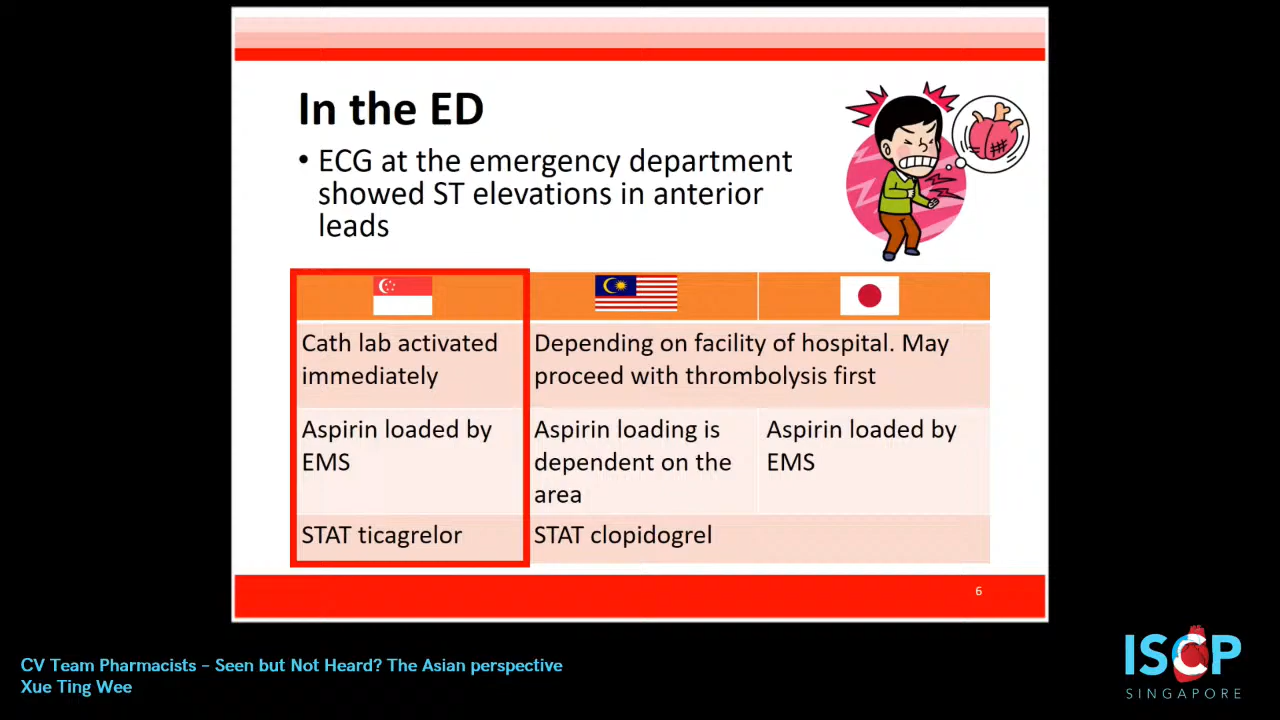 In the ED
• ECG at the emergency department
showed ST elevations in anterior
leads
Cath lab activated
immediately
Depending on facility of hospital. May
proceed with thrombolysis first
Aspirin loaded by
EMS
Aspirin loading is
dependent on the
area
Aspirin loaded by
EMS
STAT ticagrelor
STAT clopidogrel
6
CV Team Pharmacists – Seen but Not Heard? The Asian perspective
Xue Ting Wee
ISCP
SINGAPORE